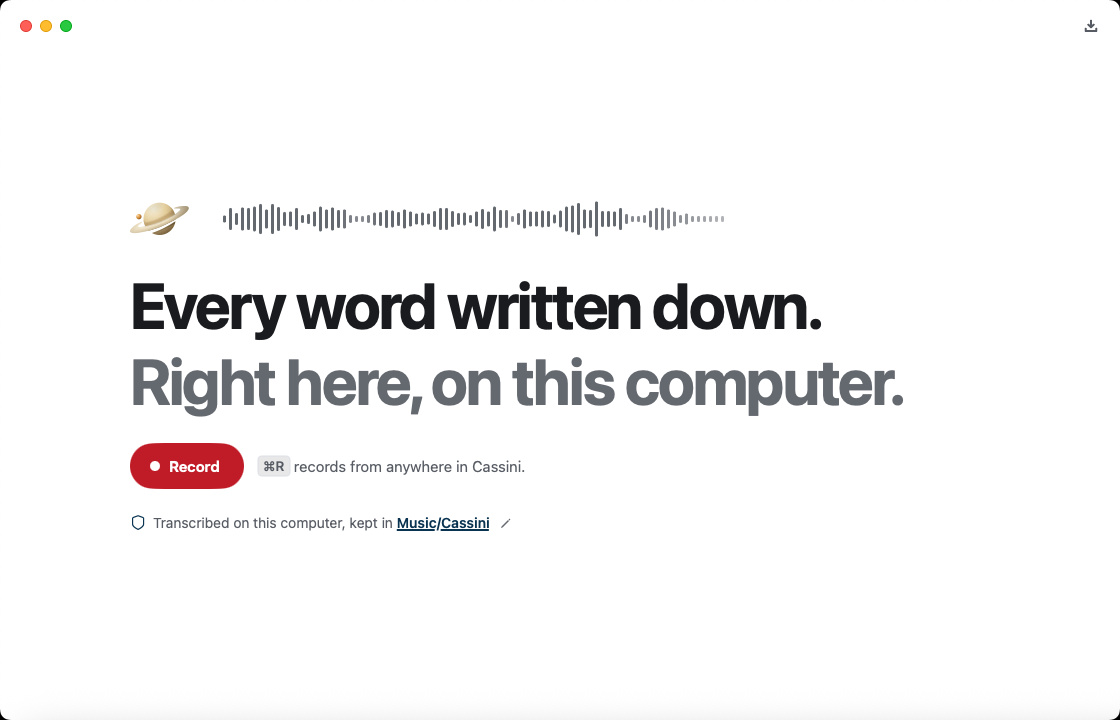 Every word written down.
Right here, on this computer.
Record
⌘R records from anywhere in Cassini.
Transcribed on this computer, kept in Music/Cassini